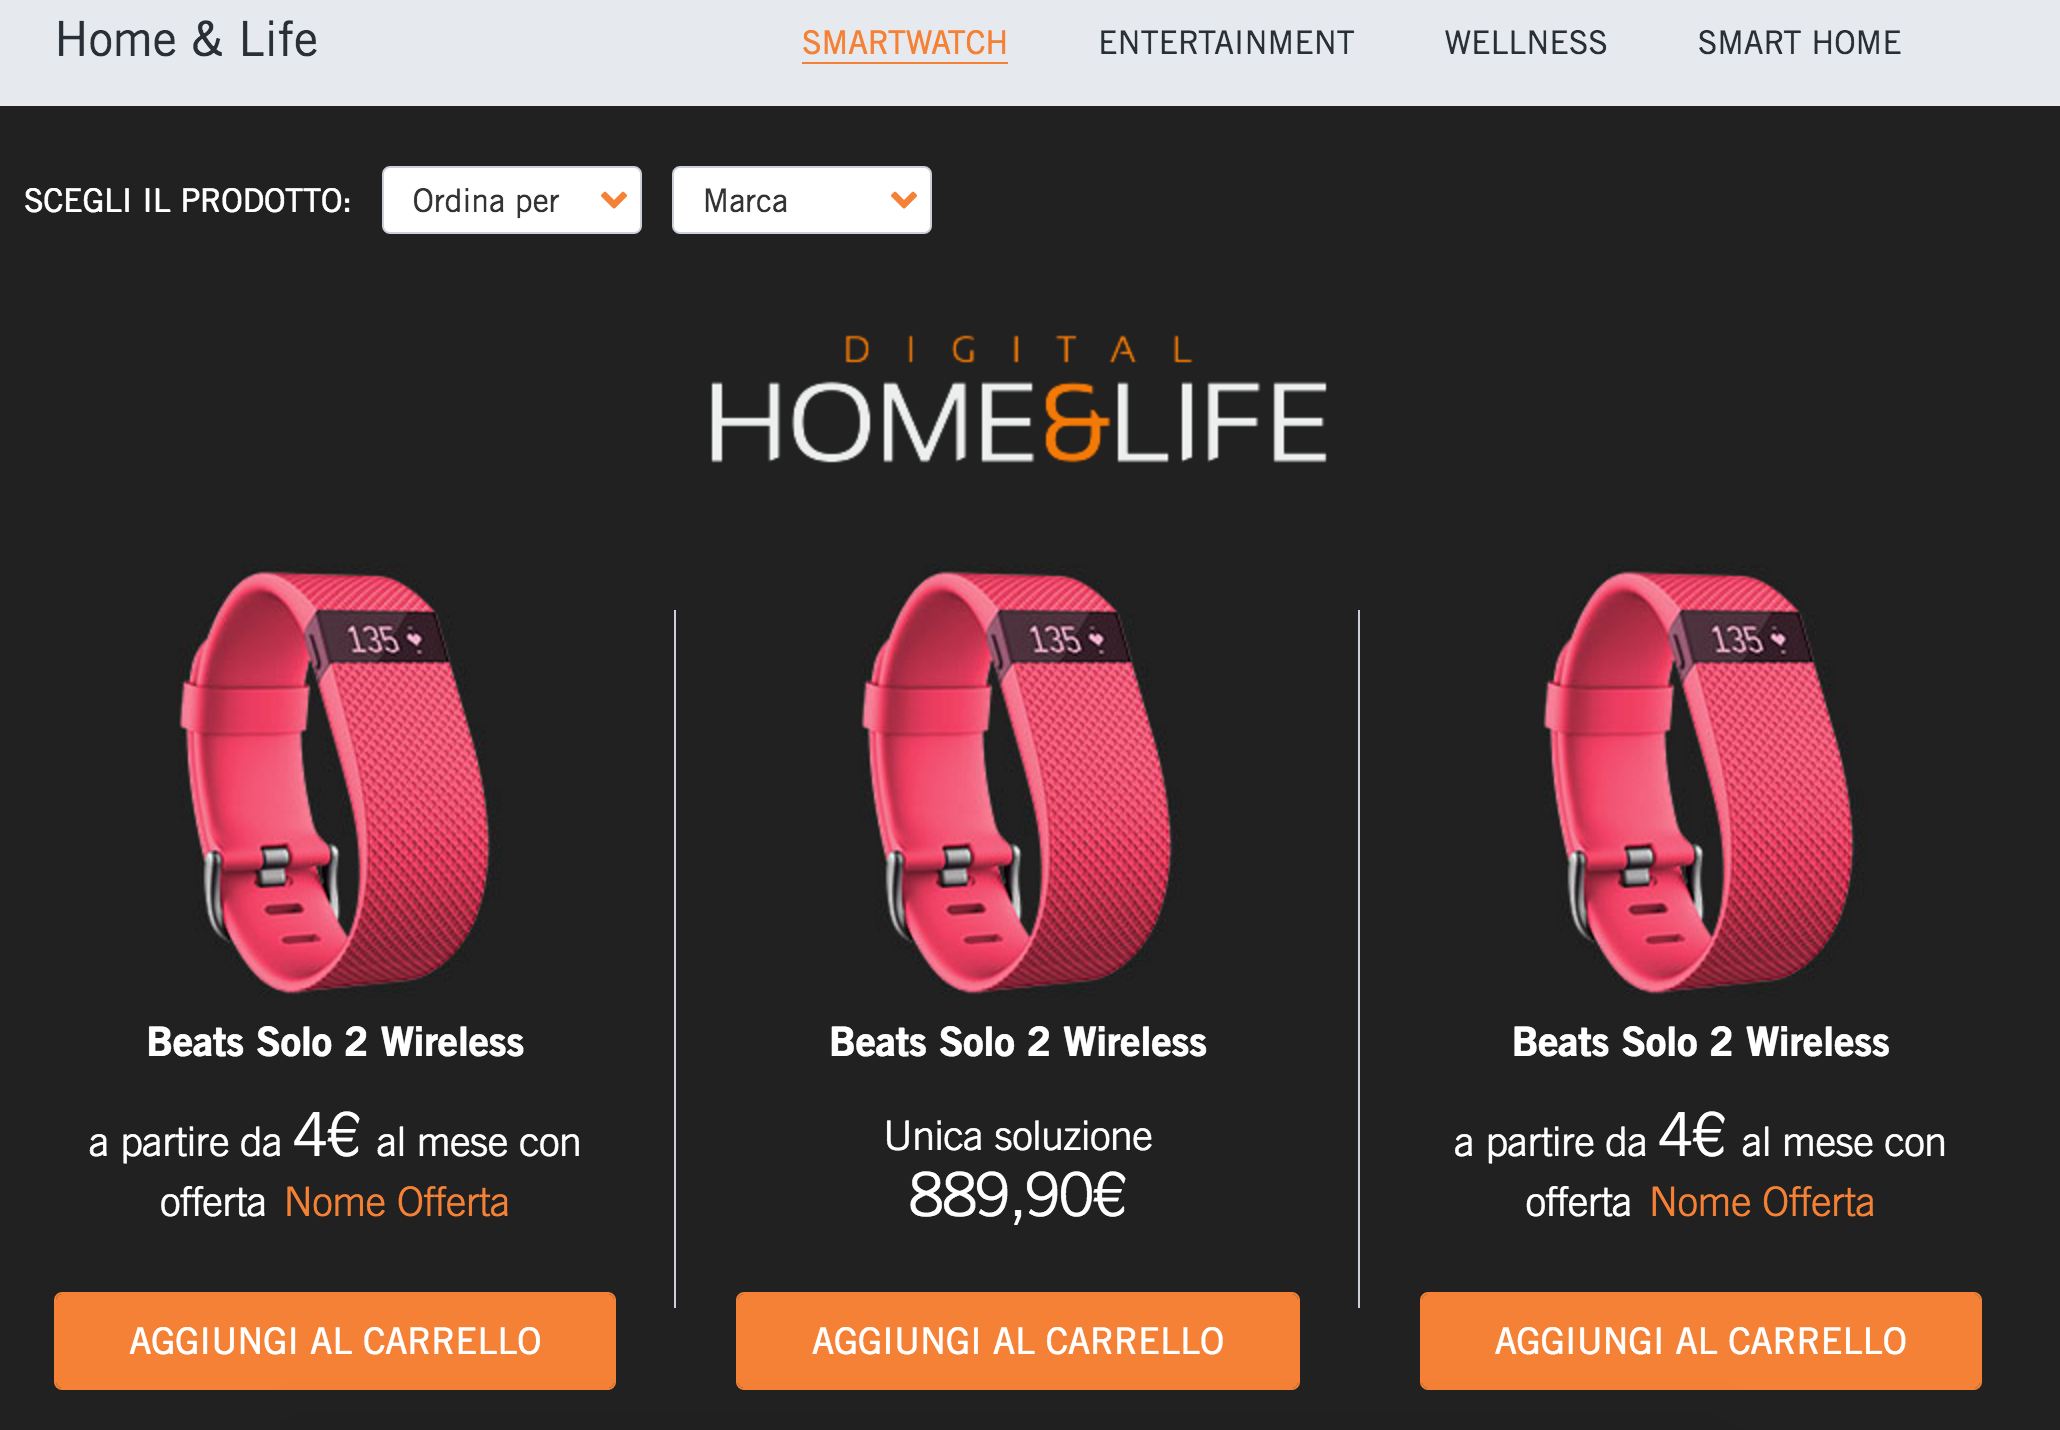 Home & Life
SMARTWATCH ENTERTAINMENT WELLNESS SMART HOME
SCEGLI IL PRODOTTO: Ordina per Marca
DIGITAL
HOME&LIFE
135 135 135
Beats Solo 2 Wireless
a partire da 4€ al mese con
offerta Nome Offerta
AGGIUNGI AL CARRELLO
Beats Solo 2 Wireless
Unica soluzione
889,90€
AGGIUNGI AL CARRELLO
Beats Solo 2 Wireless
a partire da 4€ al mese con
offerta Nome Offerta
AGGIUNGI AL CARRELLO